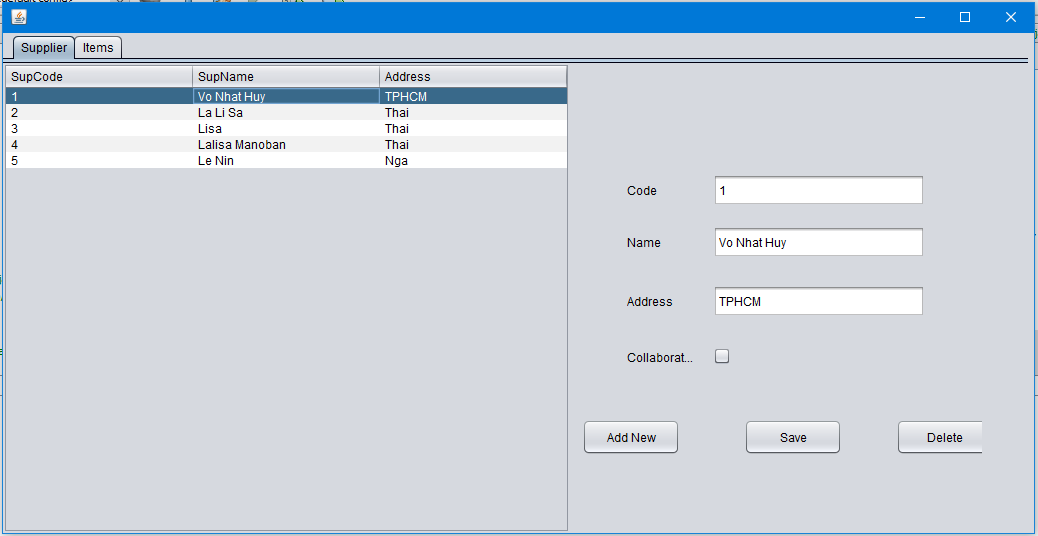 Supplier Items
SupCode SupName Address
1 Vo Nhat Huy TPHCM
2 La Li Sa Thai
3 Lisa Thai
4 Lalisa Manoban Thai
5 Le Nin Nga
Code 1
Name Vo Nhat Huy
Address TPHCM
Collaborat...
Add New Save Delete